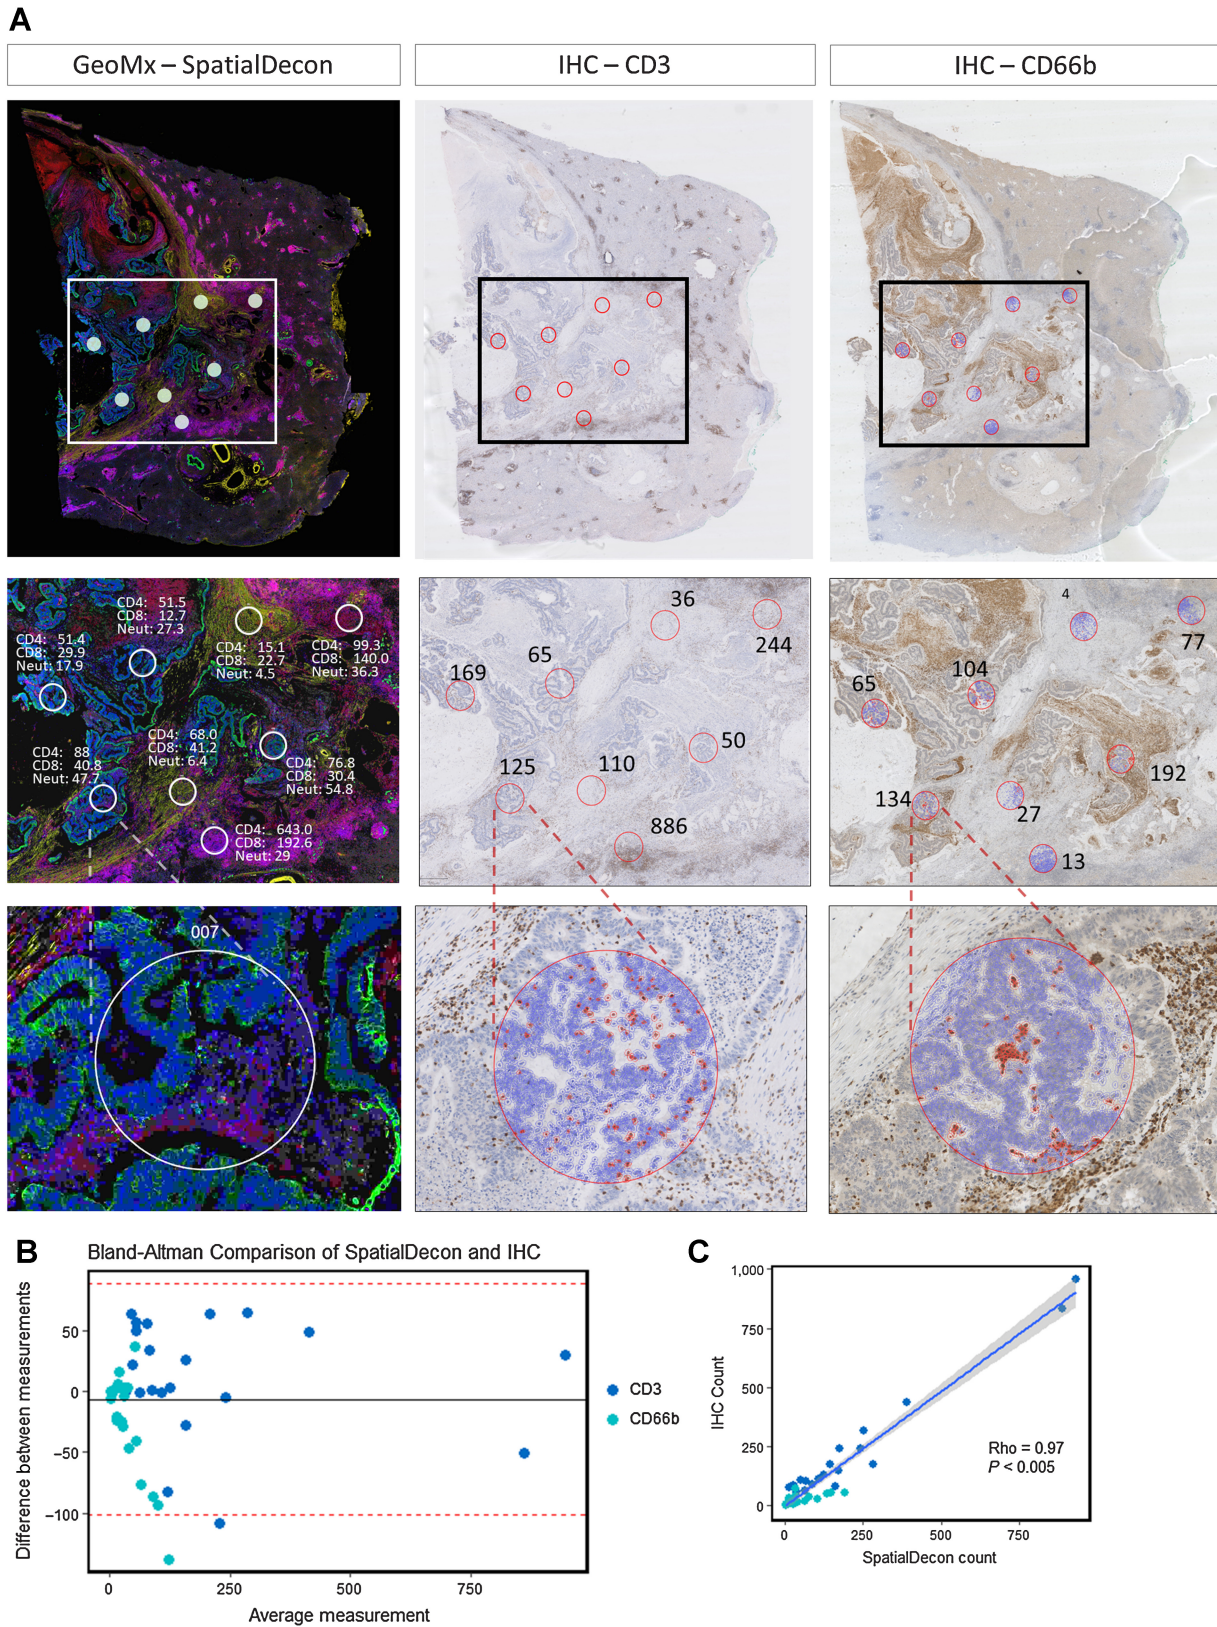 A
GeoMx – SpatialDecon
IHC – CD3
IHC – CD66b
CD4: 51.5
CD8: 12.7
Neut: 27.3
CD4: 51.4
CD8: 29.9
Neut: 17.9
CD4: 15.1
CD8: 22.7
Neut: 4.5
CD4: 99.3
CD8: 140.0
Neut: 36.3
CD4: 88
CD8: 40.8
Neut: 47.7
CD4: 68.0
CD8: 41.2
Neut: 6.4
CD4: 76.8
CD8: 30.4
Neut: 54.8
CD4: 643.0
CD8: 192.6
Neut: 29
36
244
65
169
50
110
125
886
4
77
104
65
192
134
27
13
007
B
Bland-Altman Comparison of SpatialDecon and IHC
Difference between measurements
50
0
−50
−100
0
250
500
750
Average measurement
CD3
CD66b
C
IHC Count
1,000
750
500
250
0
Rho = 0.97
P < 0.005
0
250
500
750
SpatialDecon count